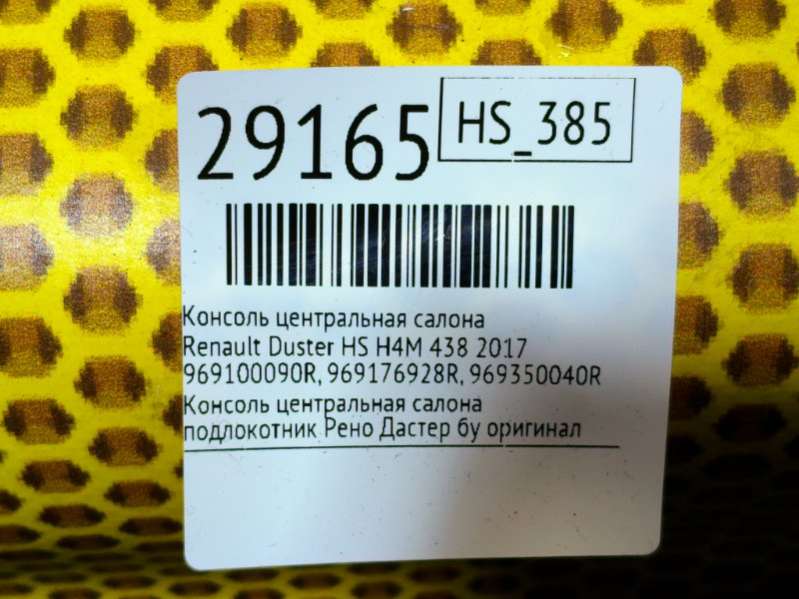 29165
HS_385
Консоль центральная салона
Renault Duster HS H4M 438 2017
969100090R, 969176928R, 969350040R
Консоль центральная салона
подлокотник Рено Дастер бу оригинал